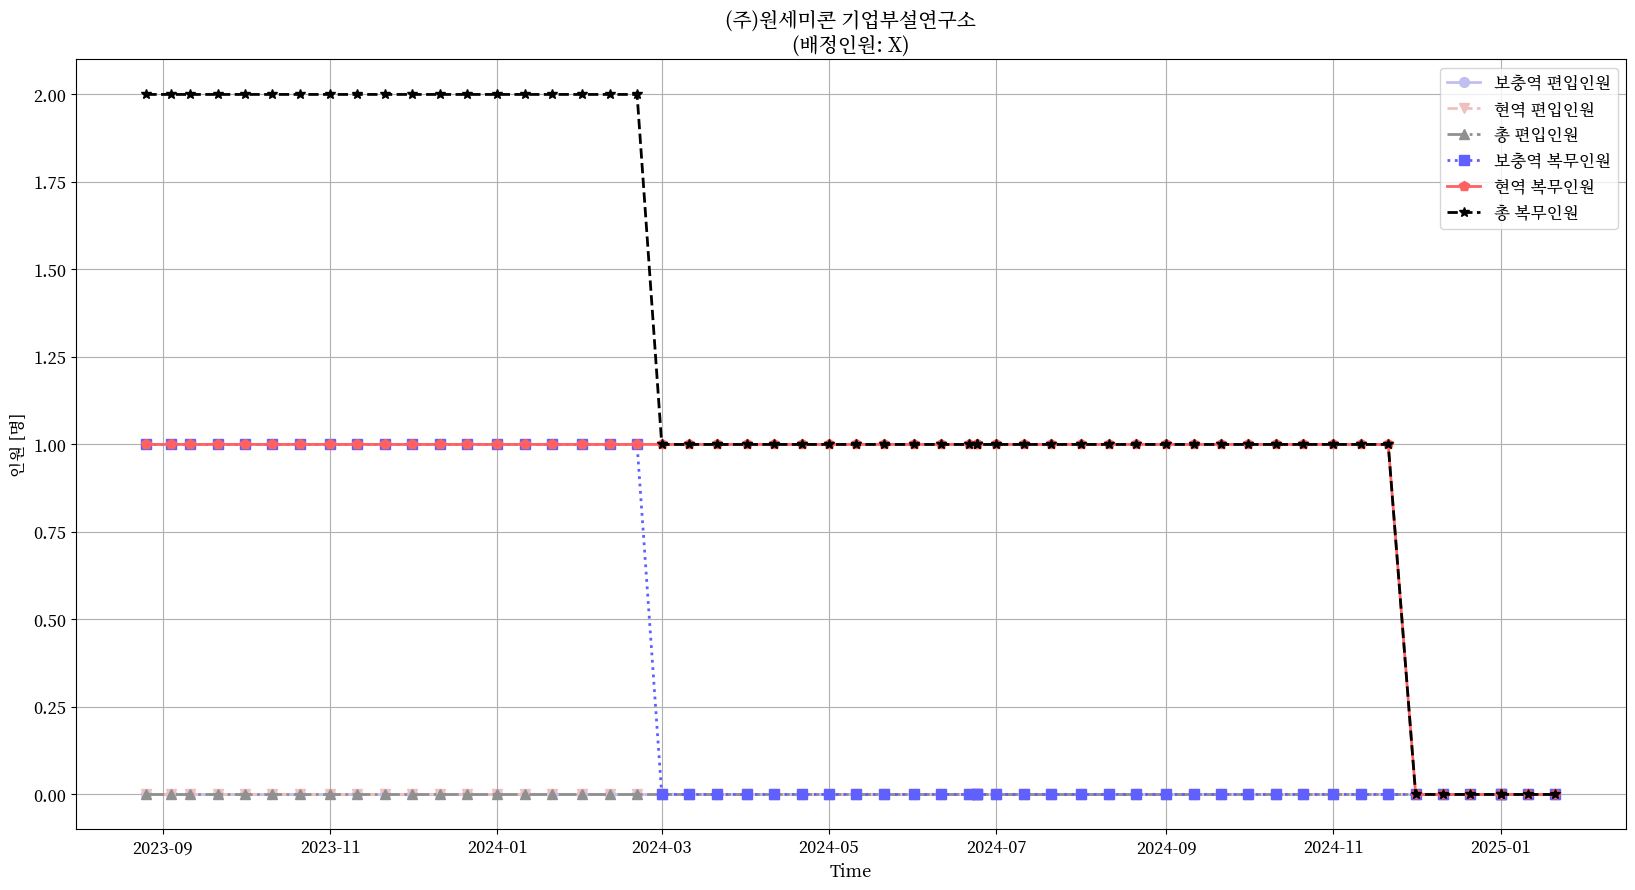 (주)원세미콘 기업부설연구소
(배정인원: X)
보충역 편입인원
현역 편입인원
총 편입인원
보충역 복무인원
현역 복무인원
총 복무인원
인원 [명]
2.00
1.75
1.50
1.25
1.00
0.75
0.50
0.25
0.00
2023-09 2023-11 2024-01 2024-03 2024-05 2024-07 2024-09 2024-11 2025-01
Time